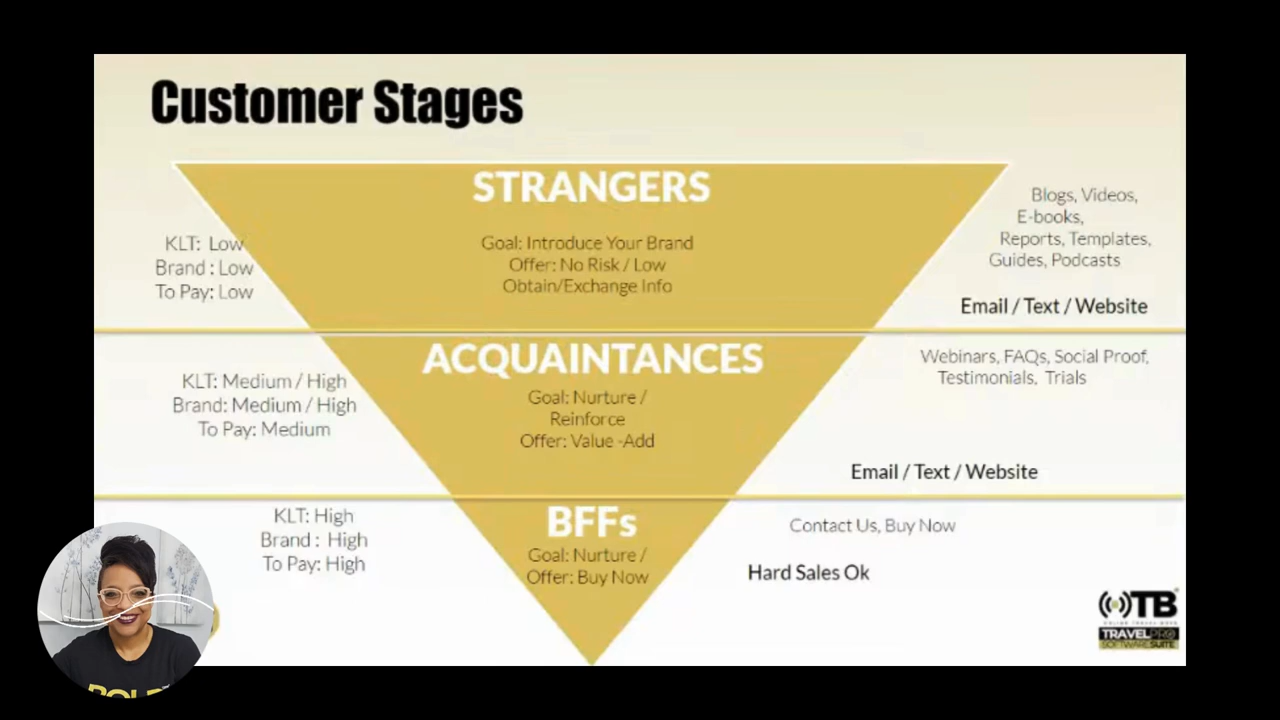 Customer Stages
STRANGERS
KLT: Low
Brand : Low
To Pay: Low
Goal: Introduce Your Brand
Offer: No Risk / Low
Obtain/Exchange Info
Blogs, Videos,
E-books,
Reports, Templates,
Guides, Podcasts
Email / Text / Website
ACQUAINTANCES
KLT: Medium / High
Brand: Medium / High
To Pay: Medium
Goal: Nurture /
Reinforce
Offer: Value -Add
Webinars, FAQs, Social Proof,
Testimonials, Trials
Email / Text / Website
BFFs
KLT: High
Brand : High
To Pay: High
Goal: Nurture /
Offer: Buy Now
Contact Us, Buy Now
Hard Sales Ok
OTB
TRAVELPRO
SOFTWARESUITE